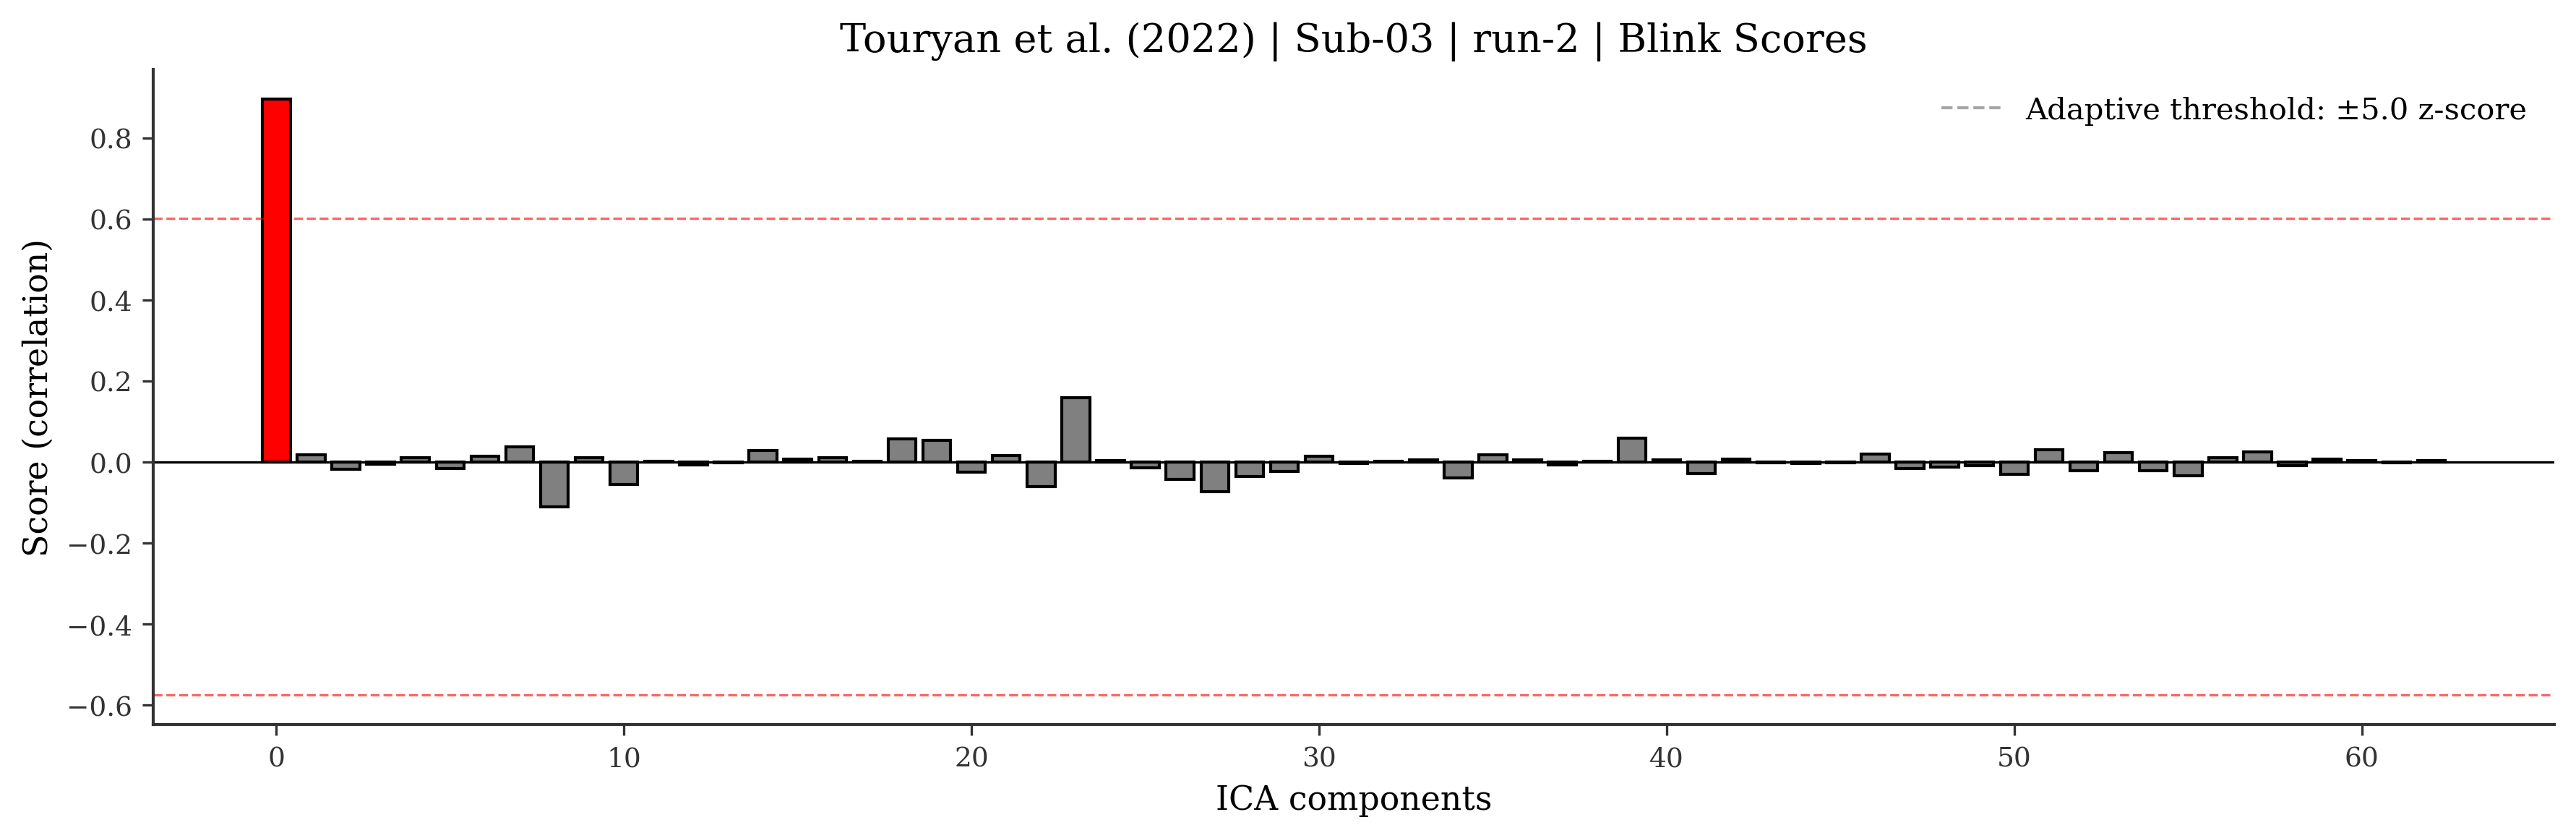 Touryan et al. (2022) | Sub-03 | run-2 | Blink Scores
Adaptive threshold: ±5.0 z-score
Score (correlation)
0.8
0.6
0.4
0.2
0.0
−0.2
−0.4
−0.6
0 10 20 30 40 50 60
ICA components